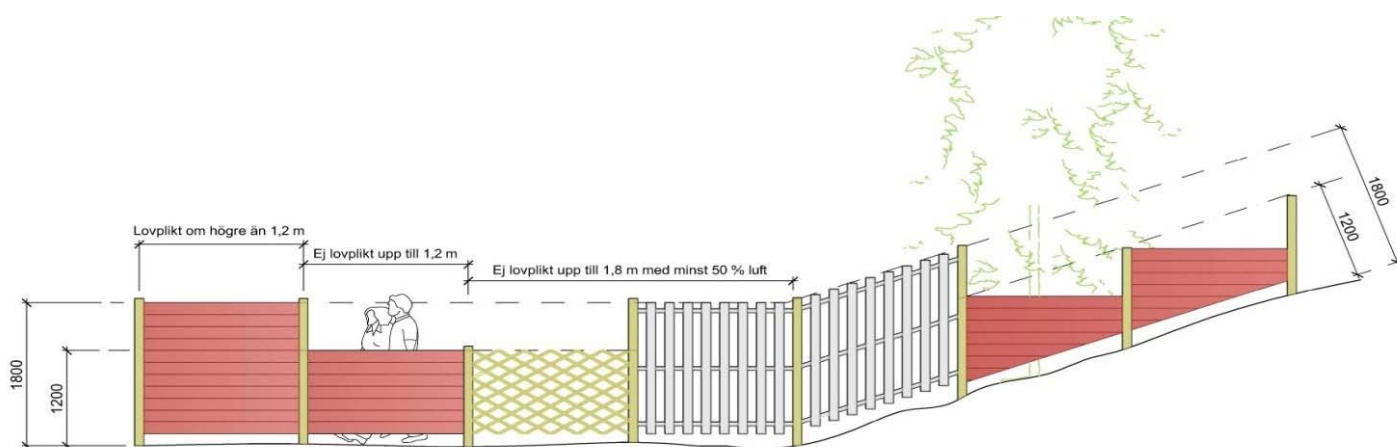 Lovplikt om högre än 1,2 m
Ej lovplikt upp till 1,2 m
Ej lovplikt upp till 1,8 m med minst 50 % luft
1800
1200
1800
1200